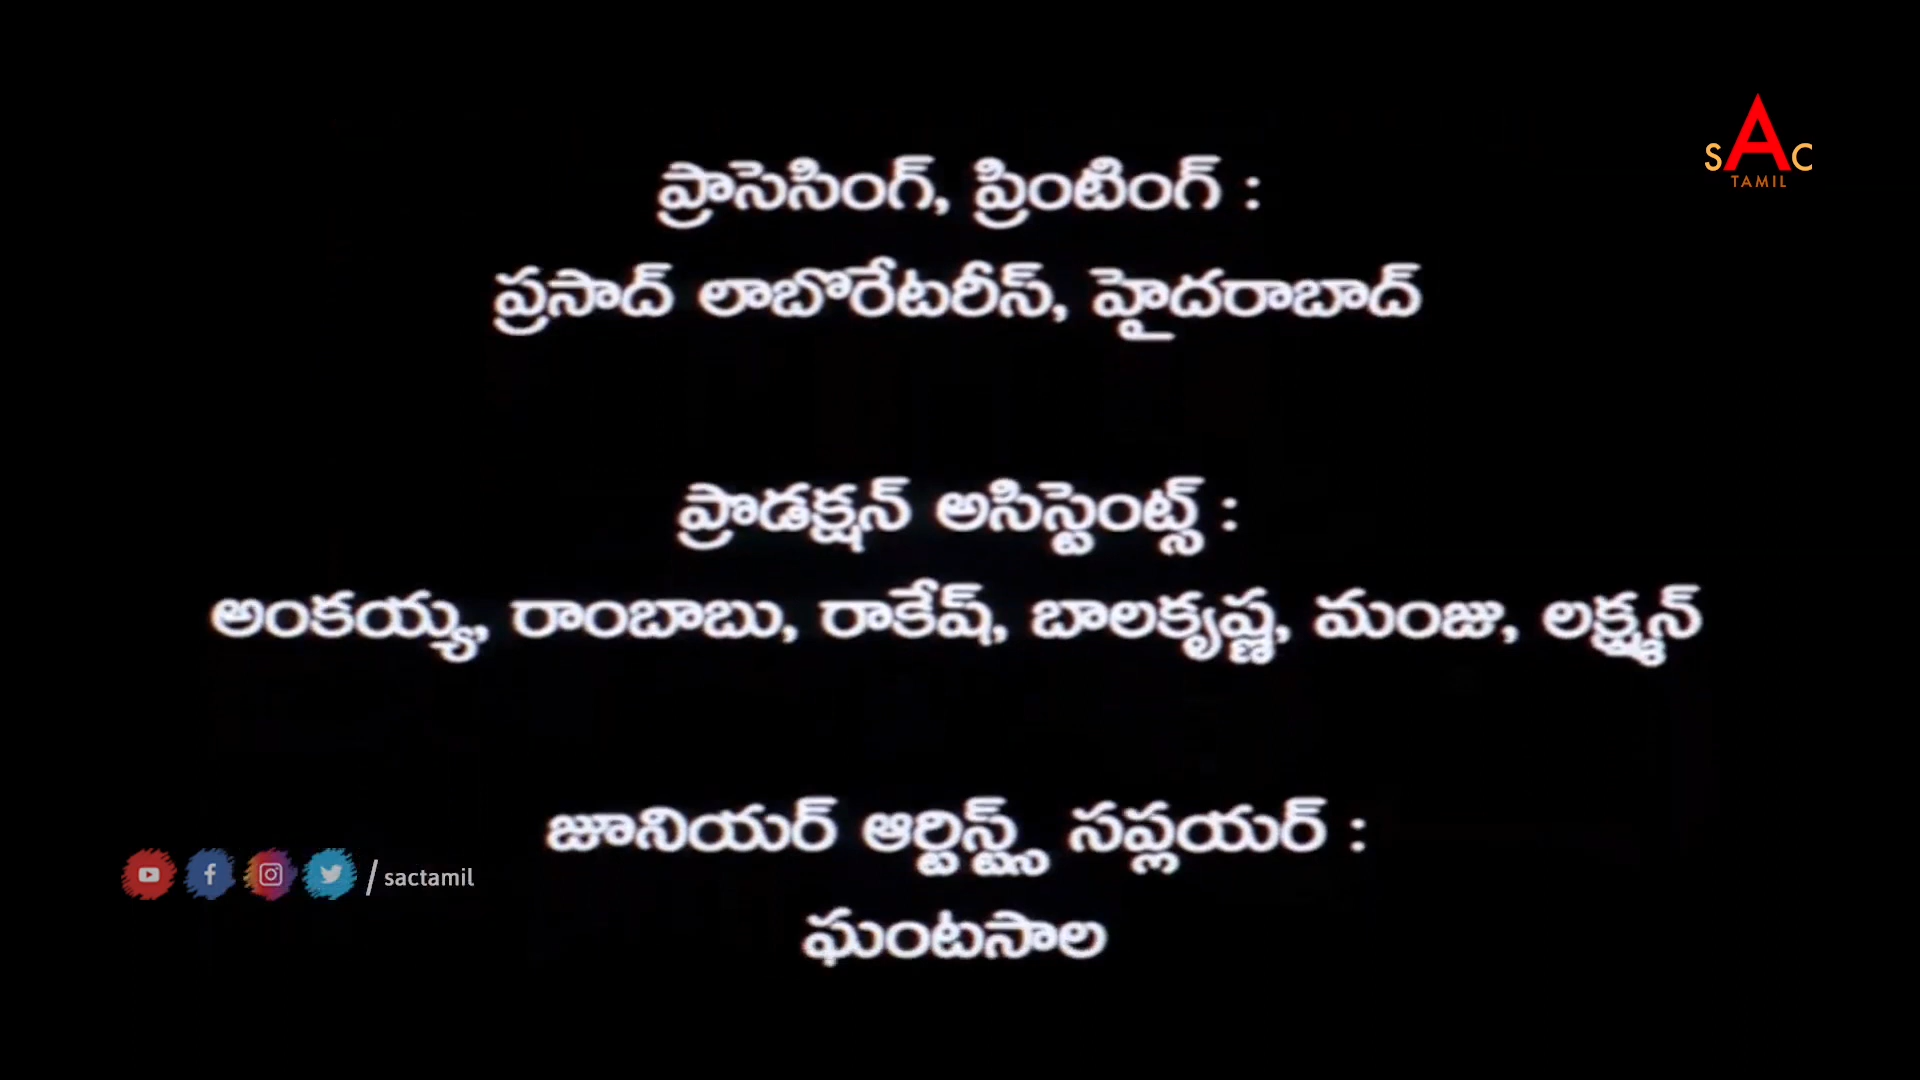 SAC
TAMIL
ప్రాసెసింగ్, ప్రింటింగ్ :
ప్రసాద్ లాబొరేటరీస్, హైదరాబాద్
ప్రొడక్షన్ అసిస్టెంట్స్ :
అంకయ్య, రాంబాబు, రాకేష్, బాలకృష్ణ, మంజు, లక్ష్మన్
జూనియర్ ఆర్టిస్ట్స్ సప్లయర్ :
ఘంటసాల
/sactamil